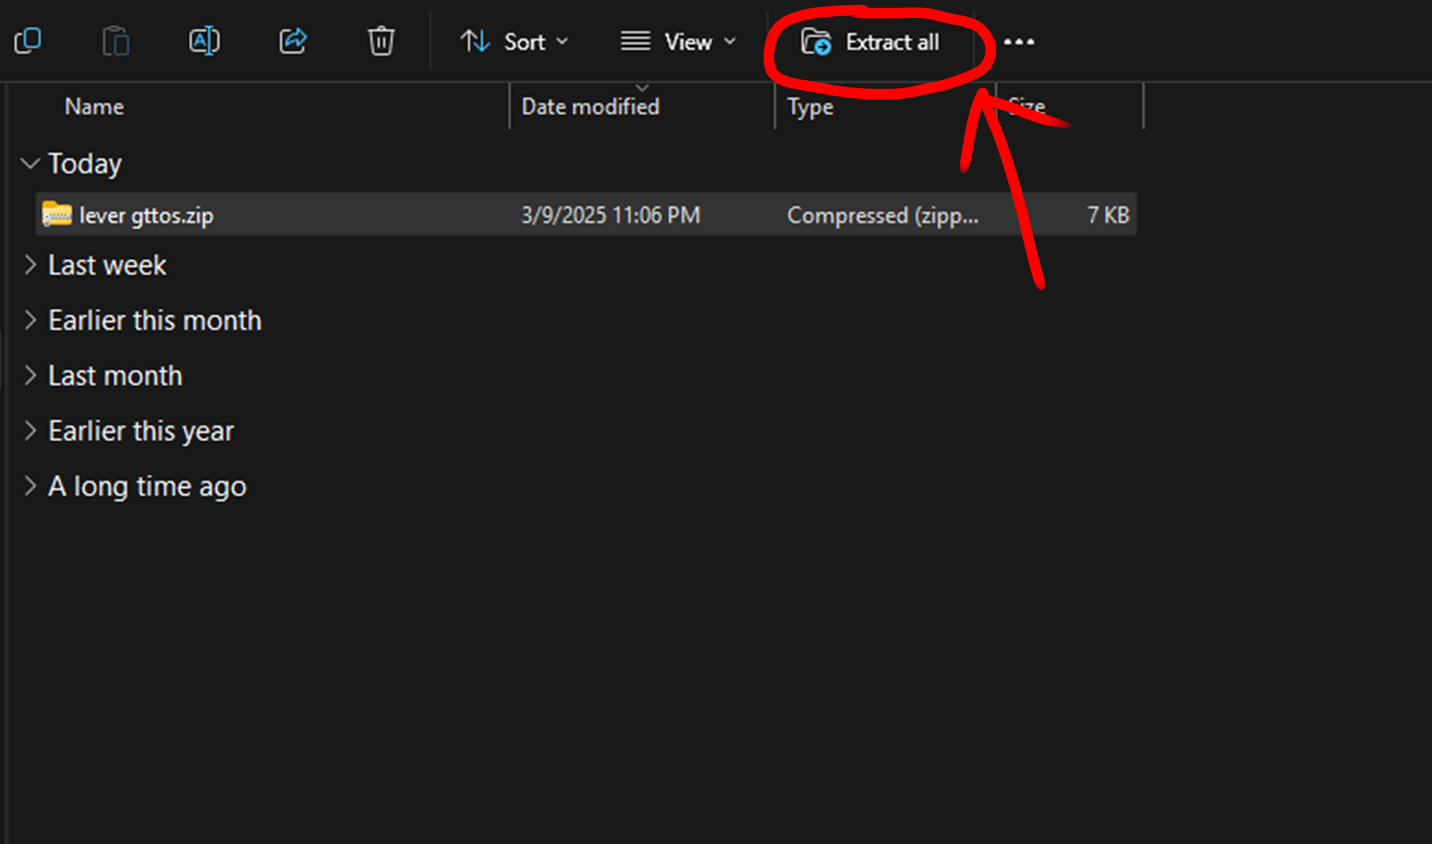 Sort View Extract all
Name Date modified Type Size
Today
lever gttos.zip 3/9/2025 11:06 PM Compressed (zipp... 7 KB
Last week
Earlier this month
Last month
Earlier this year
A long time ago